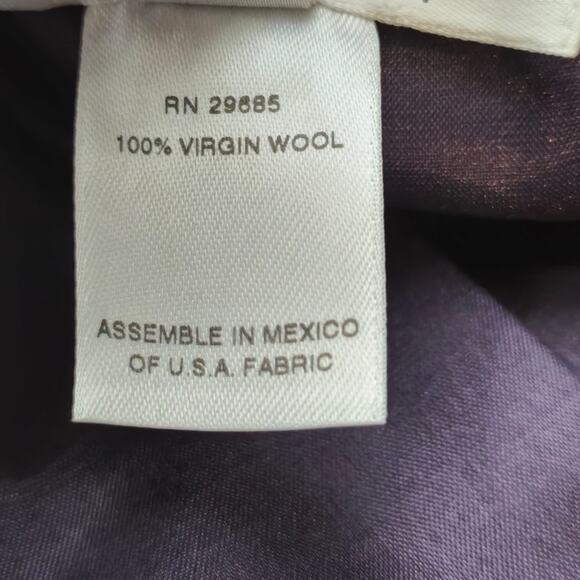 RN 29685
100% VIRGIN WOOL
ASSEMBLE IN MEXICO
OF U.S.A. FABRIC